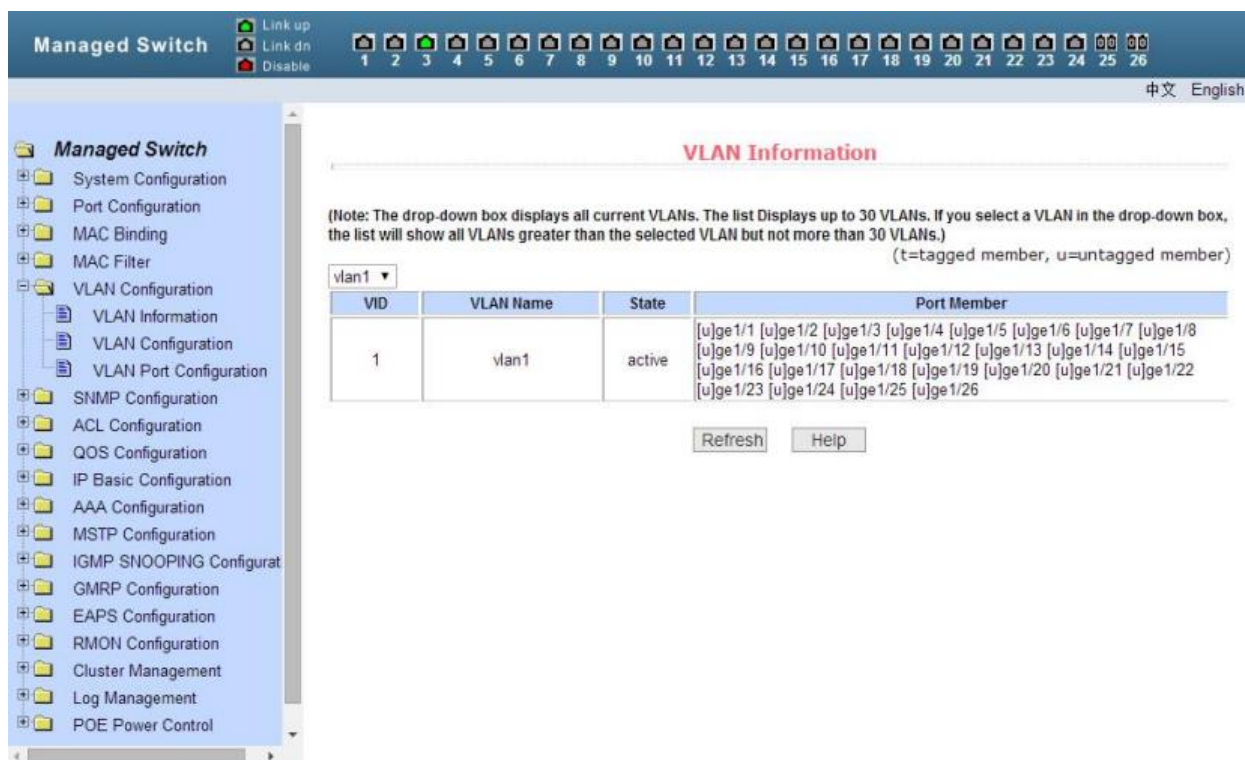 Managed Switch
Link up
Link dn
Disable
1 2 3 4 5 6 7 8 9 10 11 12 13 14 15 16 17 18 19 20 21 22 23 24 25 26
中文 English
Managed Switch
System Configuration
Port Configuration
MAC Binding
MAC Filter
VLAN Configuration
VLAN Information
VLAN Configuration
VLAN Port Configuration
SNMP Configuration
ACL Configuration
QOS Configuration
IP Basic Configuration
AAA Configuration
MSTP Configuration
IGMP SNOOPING Configurat
GMRP Configuration
EAPS Configuration
RMON Configuration
Cluster Management
Log Management
POE Power Control
VLAN Information
(Note: The drop-down box displays all current VLANs. The list Displays up to 30 VLANs. If you select a VLAN in the drop-down box,
the list will show all VLANs greater than the selected VLAN but not more than 30 VLANs.)
(t=tagged member, u=untagged member)
vlan1
VID VLAN Name State Port Member
1 vlan1 active
[u]ge1/1 [u]ge1/2 [u]ge1/3 [u]ge1/4 [u]ge1/5 [u]ge1/6 [u]ge1/7 [u]ge1/8
[u]ge1/9 [u]ge1/10 [u]ge1/11 [u]ge1/12 [u]ge1/13 [u]ge1/14 [u]ge1/15
[u]ge1/16 [u]ge1/17 [u]ge1/18 [u]ge1/19 [u]ge1/20 [u]ge1/21 [u]ge1/22
[u]ge1/23 [u]ge1/24 [u]ge1/25 [u]ge1/26
Refresh Help